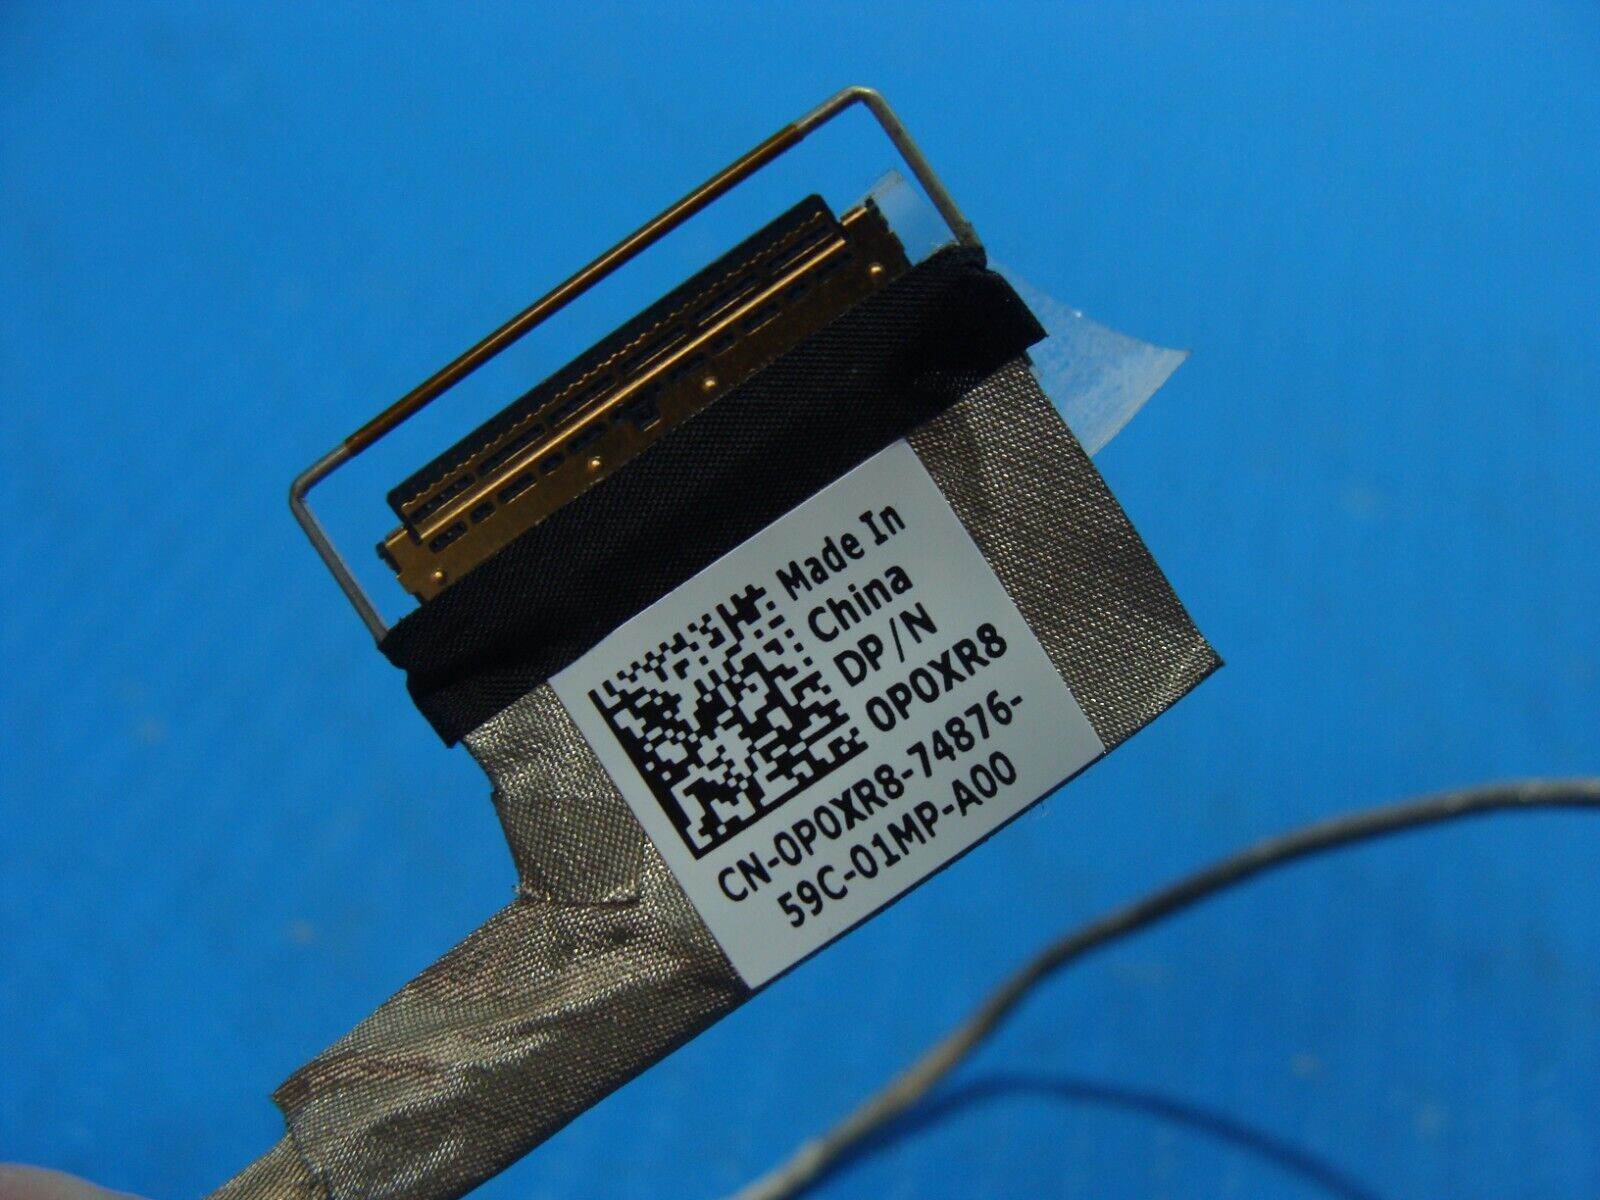 Made In
China
DP/N
0P0XR8
CN-0P0XR8-74876-
59C-01MP-A00